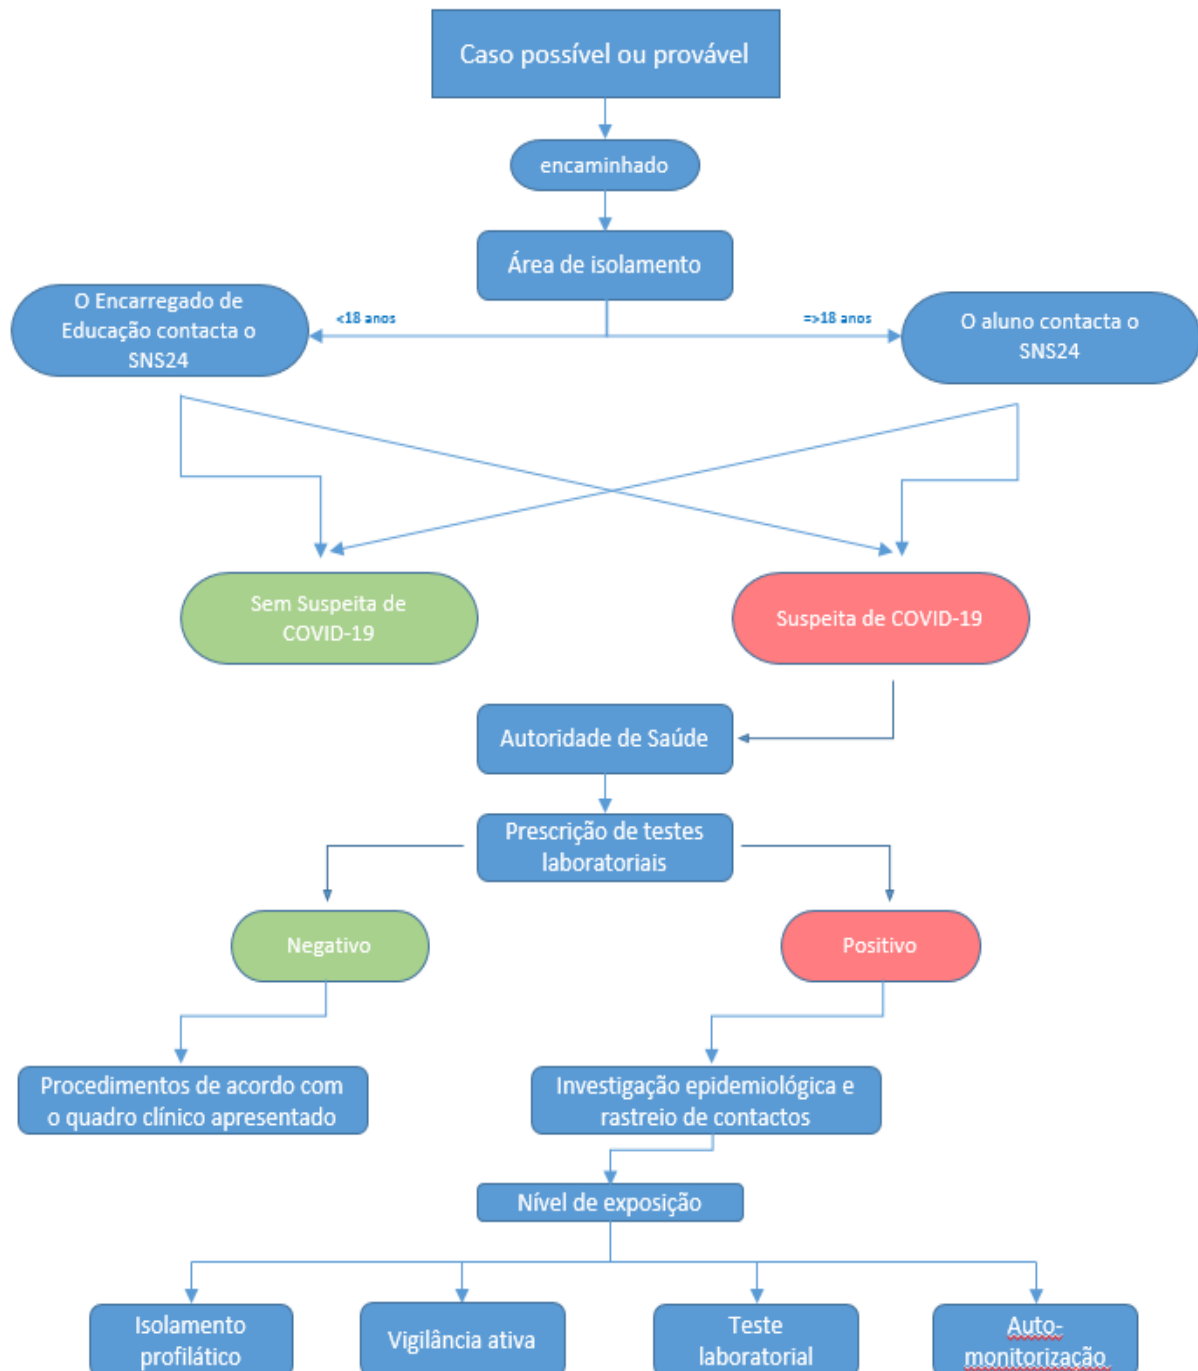 Caso possível ou provável
encaminhado
Área de isolamento
O Encarregado de
Educação contacta o
SNS24
<18 anos
=>18 anos
O aluno contacta o
SNS24
Sem Suspeita de
COVID-19
Suspeita de COVID-19
Autoridade de Saúde
Prescrição de testes
laboratoriais
Negativo
Positivo
Procedimentos de acordo com
o quadro clínico apresentado
Investigação epidemiológica e
rastreio de contactos
Nível de exposição
Isolamento
profilático
Vigilância ativa
Teste
laboratorial
Auto-
monitorização